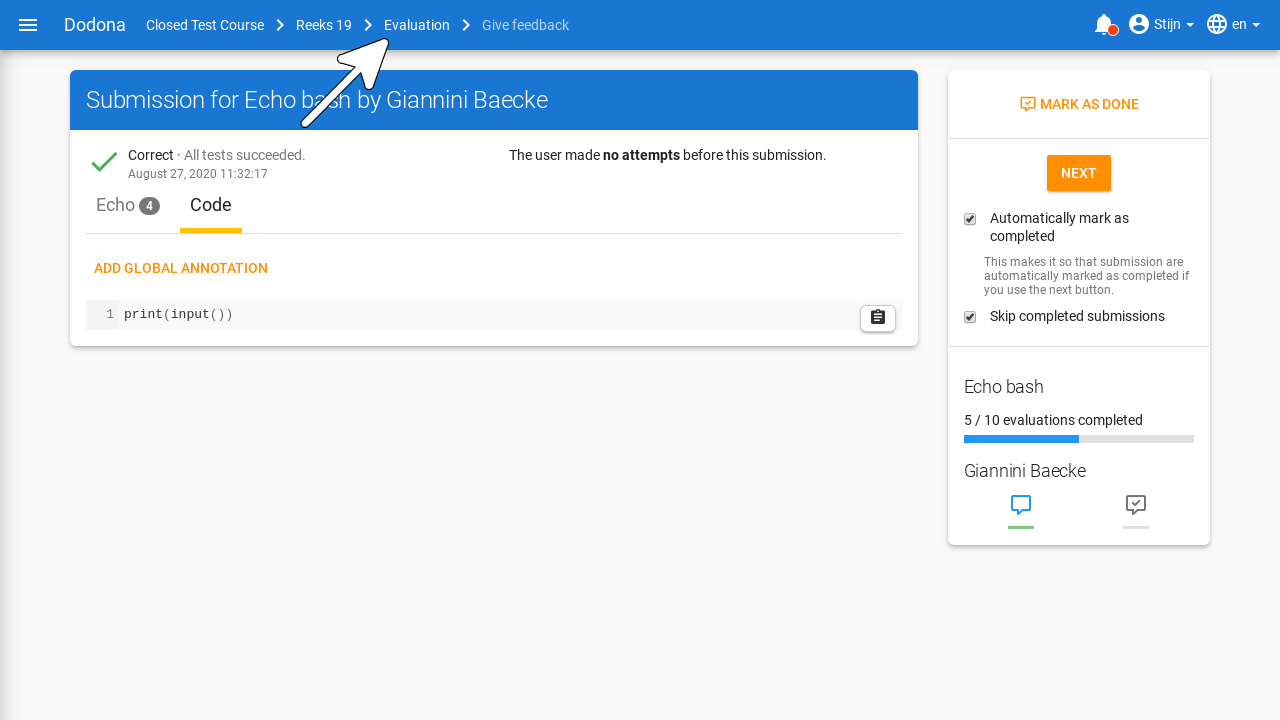 Dodona Closed Test Course Reeks 19 Evaluation Give feedback Stijn en
Submission for Echo bash by Giannini Baecke
Correct · All tests succeeded.
August 27, 2020 11:32:17
The user made no attempts before this submission.
Echo 4 Code
ADD GLOBAL ANNOTATION
1 print(input())
MARK AS DONE
NEXT
Automatically mark as
completed
This makes it so that submission are
automatically marked as completed if
you use the next button.
Skip completed submissions
Echo bash
5 / 10 evaluations completed
Giannini Baecke